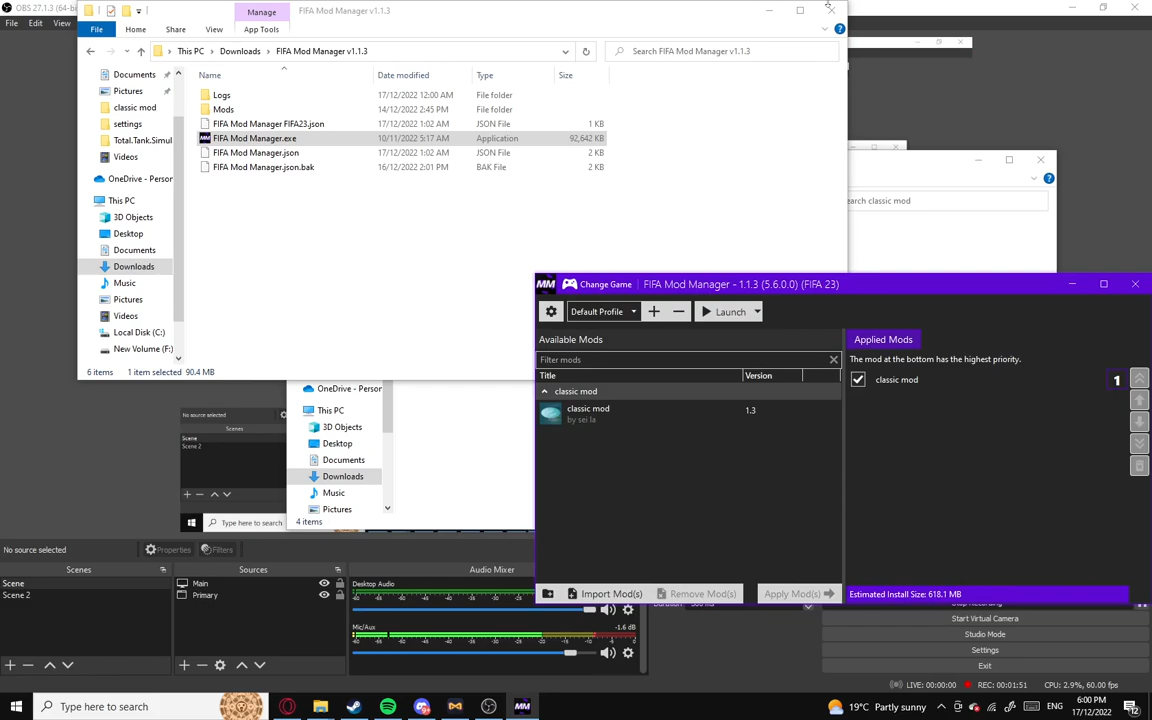 OBS 27.1.3 (64-bi
File Edit Vi
Manage
FIFA Mod Manager v1.1.3
File Home Share View App Tools
This PC Downloads FIFA Mod Manager v1.1.3
Search FIFA Mod Manager v1.1.3
Name Date modified Type Size
Documents
Pictures
classic mod
settings
Total.Tank.Simul
Videos
OneDrive - Person
This PC
3D Objects
Desktop
Documents
Downloads
Music
Pictures
Videos
Local Disk (C:)
New Volume (F:)
Logs 17/12/2022 12:00 AM File folder
Mods 14/12/2022 2:45 PM File folder
FIFA Mod Manager FIFA23.json 17/12/2022 1:02 AM JSON File 1 KB
FIFA Mod Manager.exe 10/11/2022 5:17 AM Application 92,642 KB
FIFA Mod Manager.json 17/12/2022 1:02 AM JSON File 2 KB
FIFA Mod Manager.json.bak 16/12/2022 2:01 PM BAK File 2 KB
6 items 1 item selected 90.4 MB
earch classic mod
MM Change Game FIFA Mod Manager - 1.1.3 (5.6.0.0) (FIFA 23)
Default Profile Launch
Available Mods
Filter mods
Title Version
classic mod
classic mod 1.3
by sei la
Applied Mods
The mod at the bottom has the highest priority.
classic mod 1
Import Mod(s) Remove Mod(s) Apply Mod(s)
Estimated Install Size: 618.1 MB
OneDrive - Person
This PC
3D Objects
Desktop
Documents
Downloads
Music
Pictures
4 items
No source selected
Scenes
Scene
Scene 2
Type here to search
No source selected Properties Filters
Scenes Sources Audio Mixer
Scene
Scene 2
Main
Primary
Desktop Audio
Mic/Aux -1.6 dB
Start Virtual Camera
Studio Mode
Settings
Exit
LIVE: 00:00:00 REC: 00:01:51 CPU: 2.9%, 60.00 fps
Type here to search
19°C Partly sunny ENG
6:00 PM
17/12/2022
12